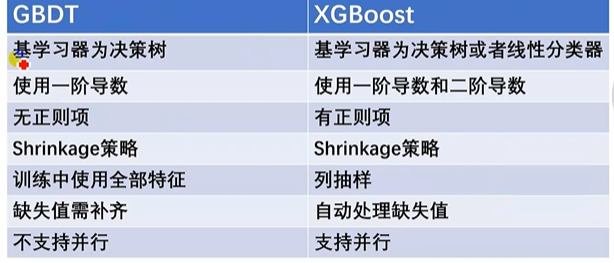 GBDT XGBoost
基学习器为决策树 基学习器为决策树或者线性分类器
使用一阶导数 使用一阶导数和二阶导数
无正则项 有正则项
Shrinkage策略 Shrinkage策略
训练中使用全部特征 列抽样
缺失值需补齐 自动处理缺失值
不支持并行 支持并行